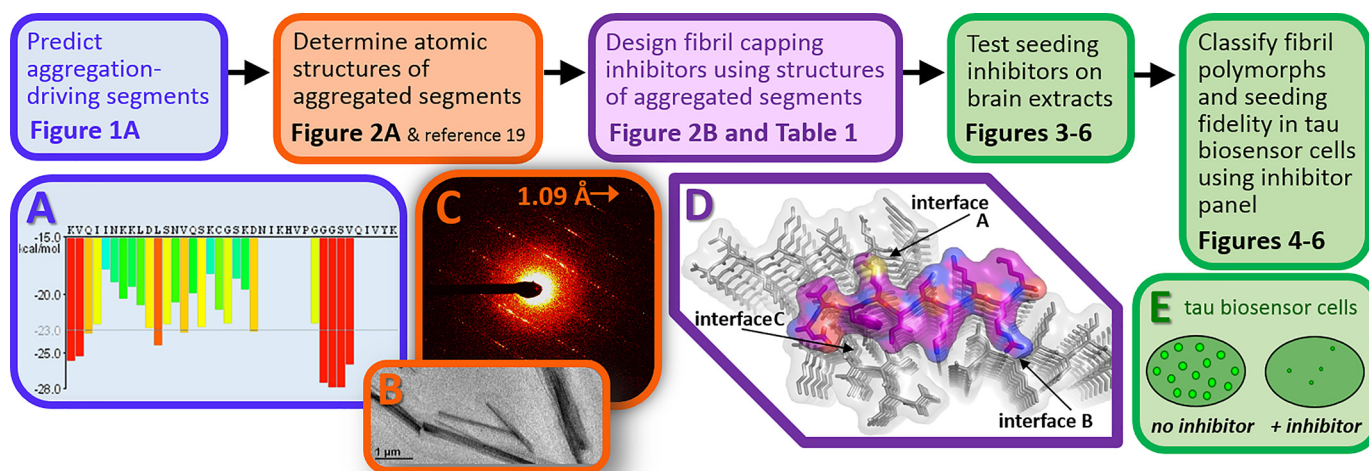 Predict
aggregation-
driving segments
Figure 1A
Determine atomic
structures of
aggregated segments
Figure 2A & reference 19
Design fibril capping
inhibitors using structures
of aggregated segments
Figure 2B and Table 1
Test seeding
inhibitors on
brain extracts
Figures 3-6
Classify fibril
polymorphs
and seeding
fidelity in tau
biosensor cells
using inhibitor
panel
Figures 4-6
A
KVQIINKKLDLSNVQSKCGSKDNIKHVPGGGSVQIVYK
-15.0
kcal/mol
-20.0
-23.0
-25.0
-28.0
B
1 μm
C
1.09 Å
D
interface
A
interface C
interface B
E
tau biosensor cells
no inhibitor
+ inhibitor